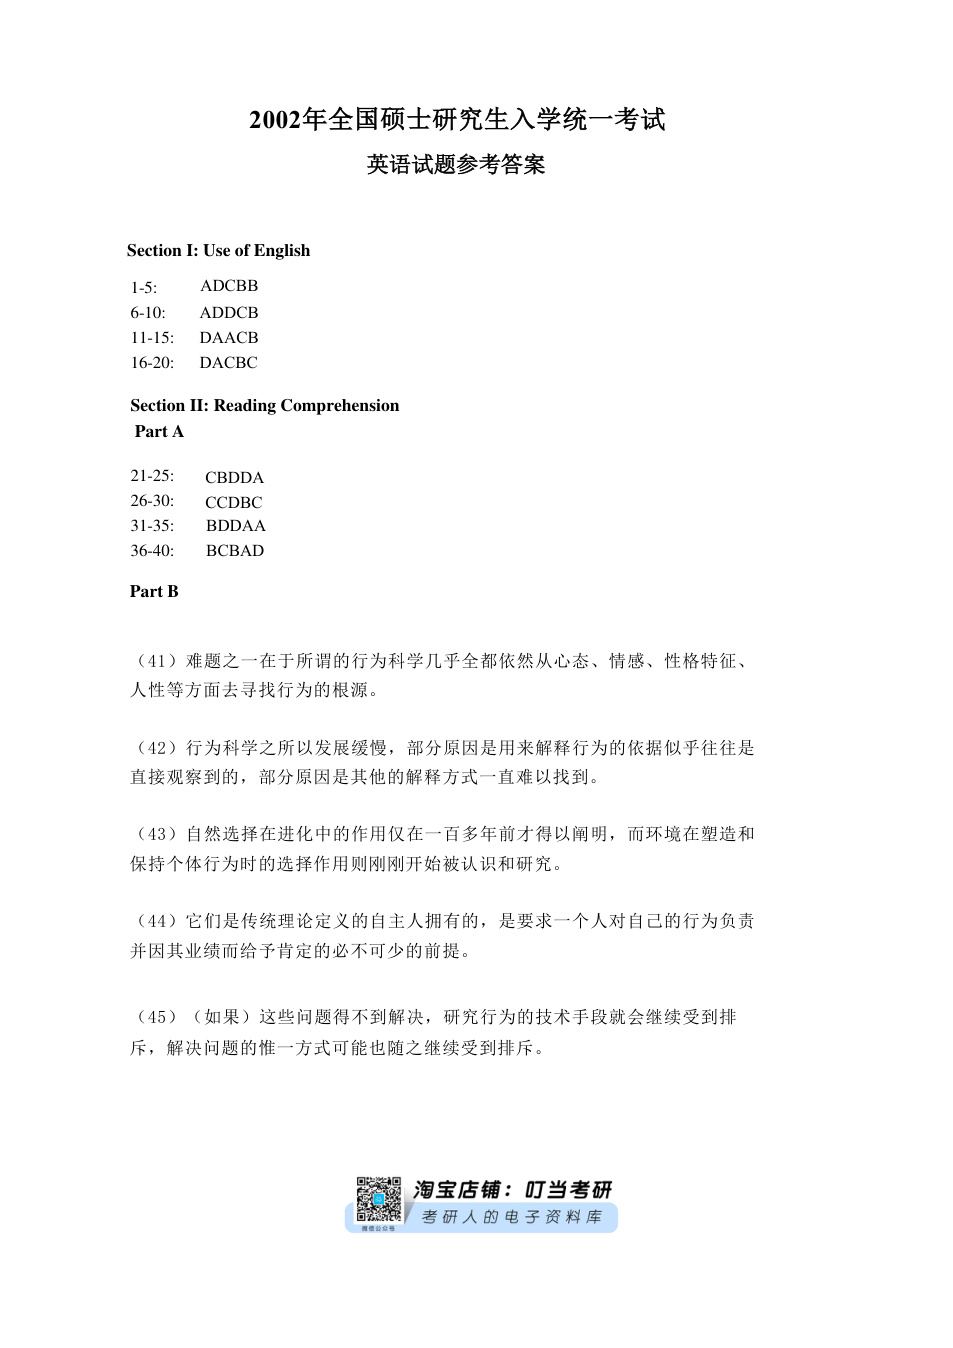 2002年全国硕士研究生入学统一考试
英语试题参考答案
Section I: Use of English
1-5: ADCBB
6-10: ADDCB
11-15: DAACB
16-20: DACBC
Section II: Reading Comprehension
Part A
21-25: CBDDA
26-30: CCDBC
31-35: BDDAA
36-40: BCBAD
Part B
（41）难题之一在于所谓的行为科学几乎全都依然从心态、情感、性格特征、
人性等方面去寻找行为的根源。
（42）行为科学之所以发展缓慢，部分原因是用来解释行为的依据似乎往往是
直接观察到的，部分原因是其他的解释方式一直难以找到。
（43）自然选择在进化中的作用仅在一百多年前才得以阐明，而环境在塑造和
保持个体行为时的选择作用则刚刚开始被认识和研究。
（44）它们是传统理论定义的自主人拥有的，是要求一个人对自己的行为负责
并因其业绩而给予肯定的必不可少的前提。
（45）（如果）这些问题得不到解决，研究行为的技术手段就会继续受到排
斥，解决问题的惟一方式可能也随之继续受到排斥。
淘宝店铺：叮当考研
考研人的电子资料库
微信公众号